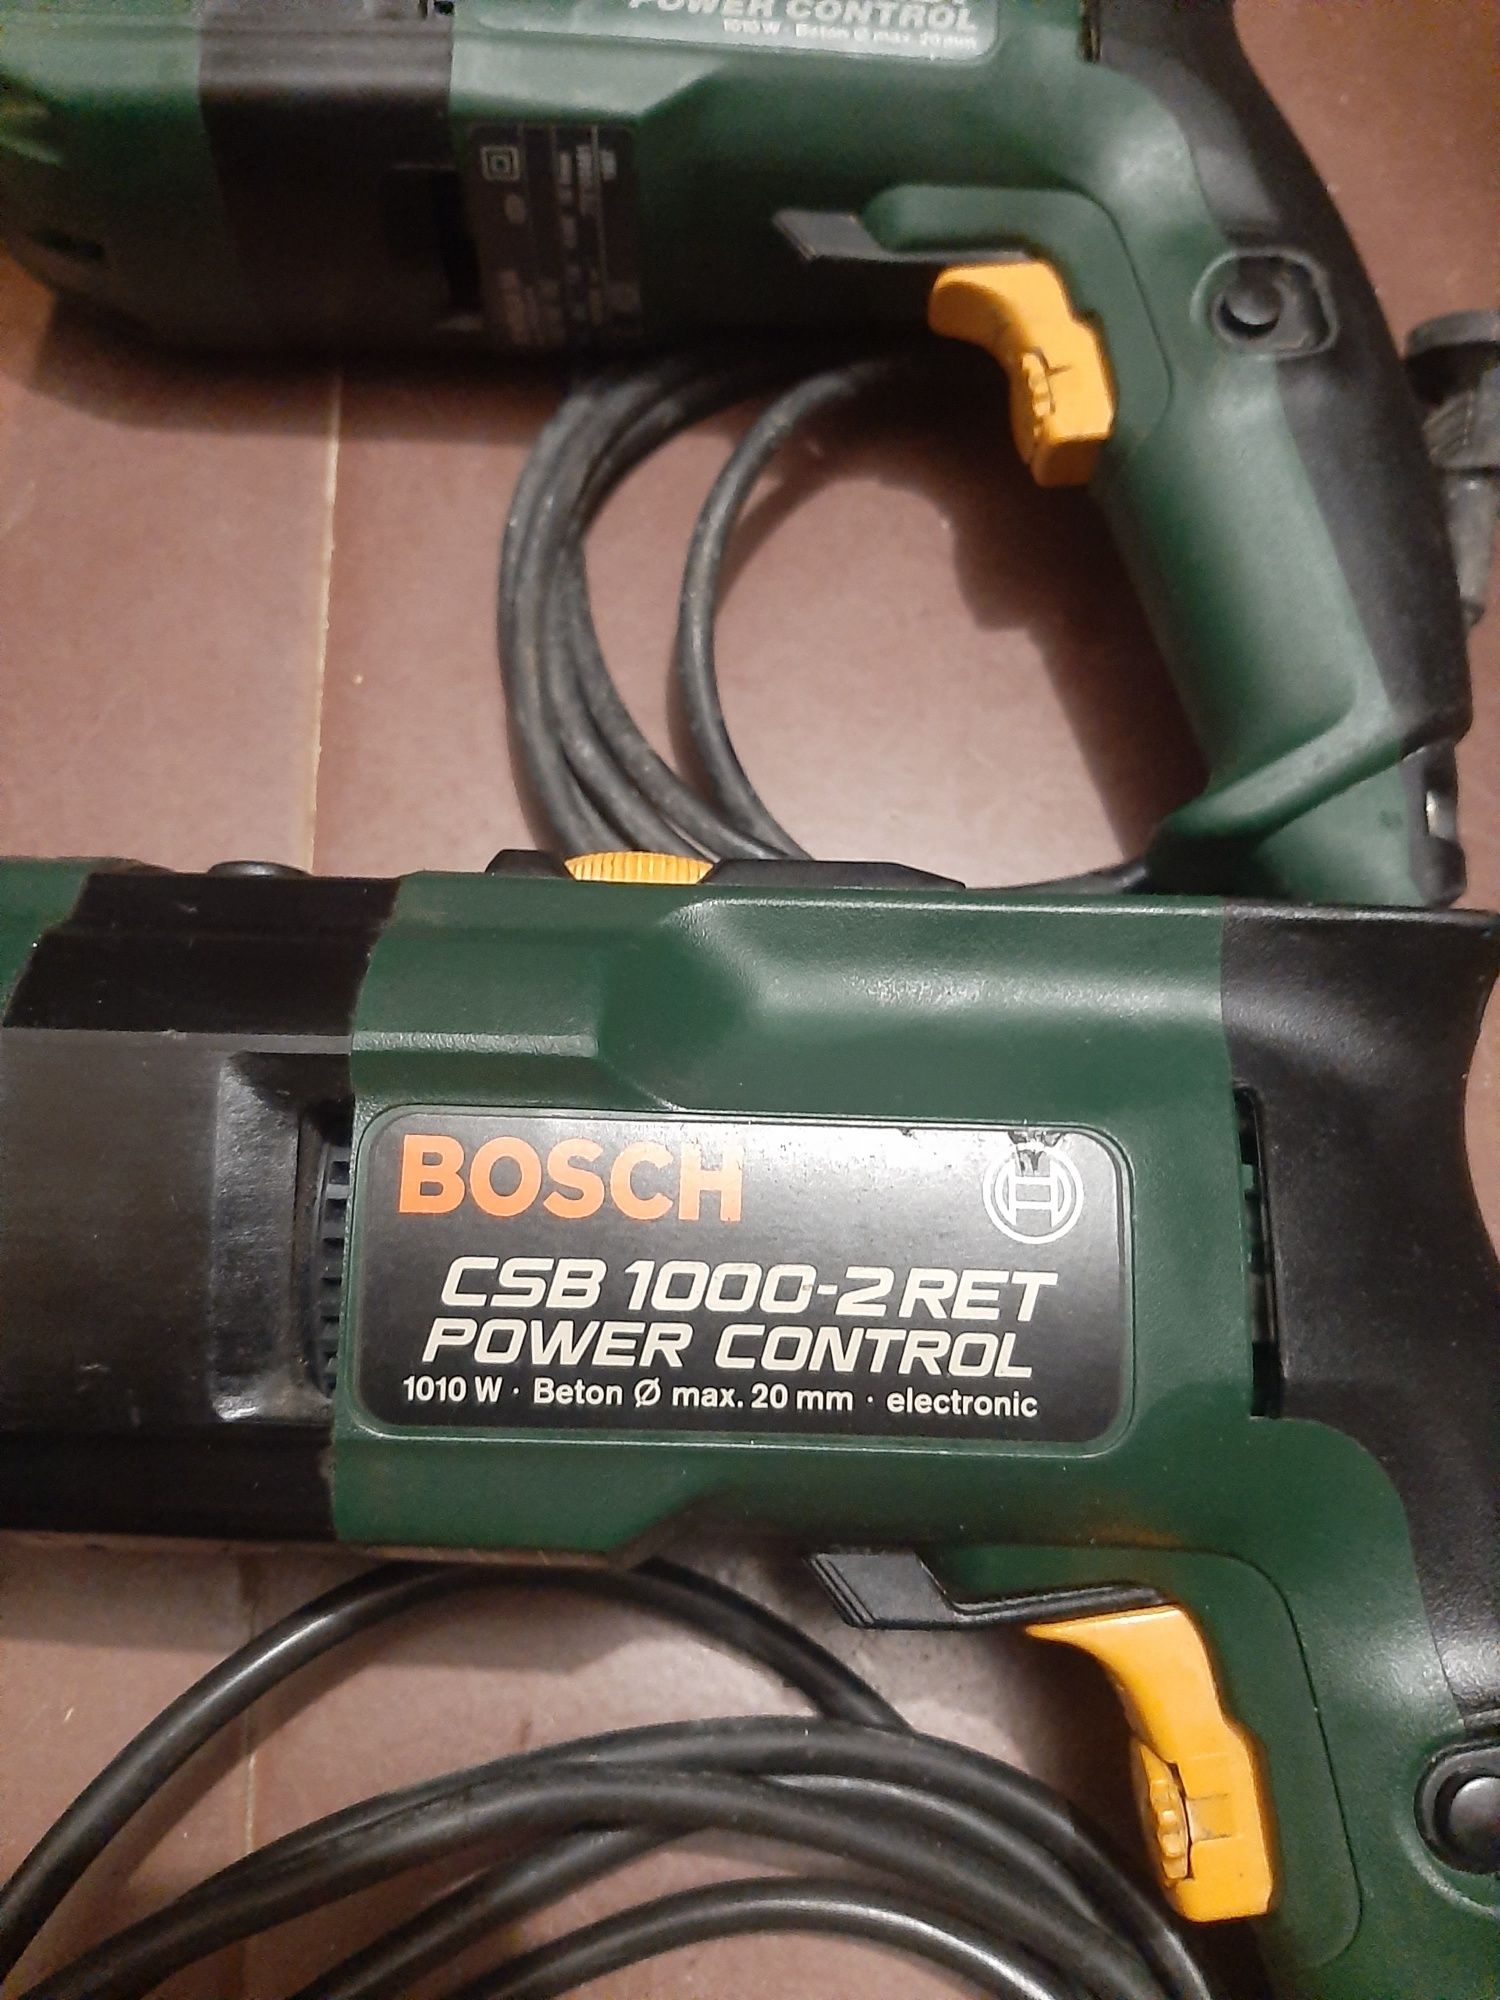 POWER CONTROL
1010 W · Beton Ø max. 20 mm
BOSCH
CSB 1000-2 RET
POWER CONTROL
1010 W · Beton Ø max. 20 mm · electronic